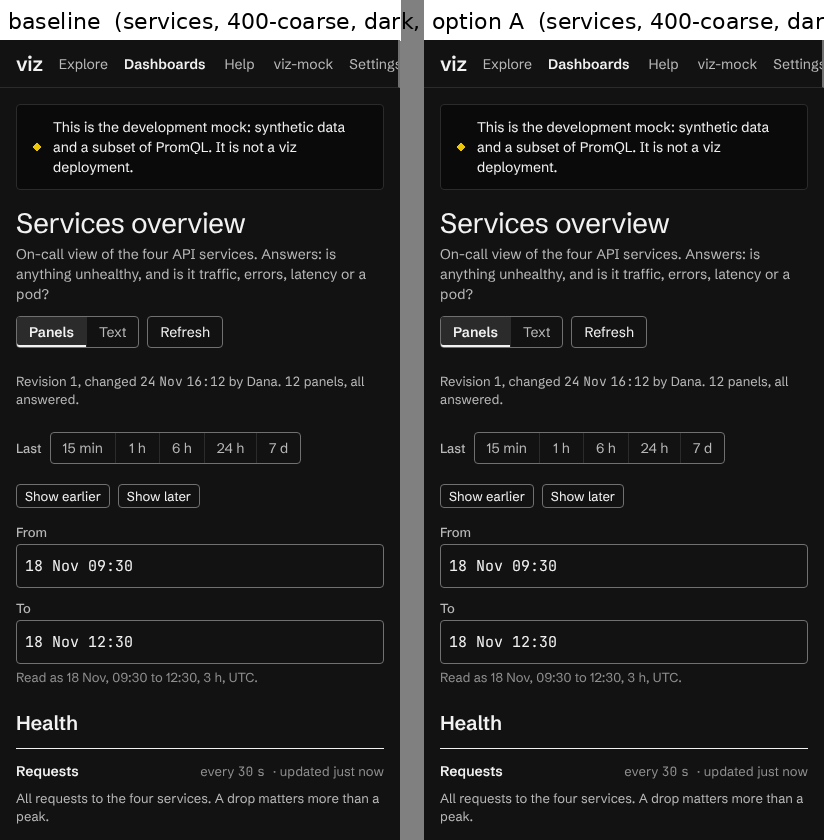 baseline  (services, 400-coarse, dark,
viz Explore Dashboards Help viz-mock Settings
This is the development mock: synthetic data
and a subset of PromQL. It is not a viz
deployment.
Services overview
On-call view of the four API services. Answers: is
anything unhealthy, and is it traffic, errors, latency or a
pod?
Panels Text Refresh
Revision 1, changed 24 Nov 16:12 by Dana. 12 panels, all
answered.
Last 15 min 1 h 6 h 24 h 7 d
Show earlier Show later
From
18 Nov 09:30
To
18 Nov 12:30
Read as 18 Nov, 09:30 to 12:30, 3 h, UTC.
Health
Requests every 30 s · updated just now
All requests to the four services. A drop matters more than a
peak.
option A  (services, 400-coarse, dar
viz Explore Dashboards Help viz-mock Settings
This is the development mock: synthetic data
and a subset of PromQL. It is not a viz
deployment.
Services overview
On-call view of the four API services. Answers: is
anything unhealthy, and is it traffic, errors, latency or a
pod?
Panels Text Refresh
Revision 1, changed 24 Nov 16:12 by Dana. 12 panels, all
answered.
Last 15 min 1 h 6 h 24 h 7 d
Show earlier Show later
From
18 Nov 09:30
To
18 Nov 12:30
Read as 18 Nov, 09:30 to 12:30, 3 h, UTC.
Health
Requests every 30 s · updated just now
All requests to the four services. A drop matters more than a
peak.